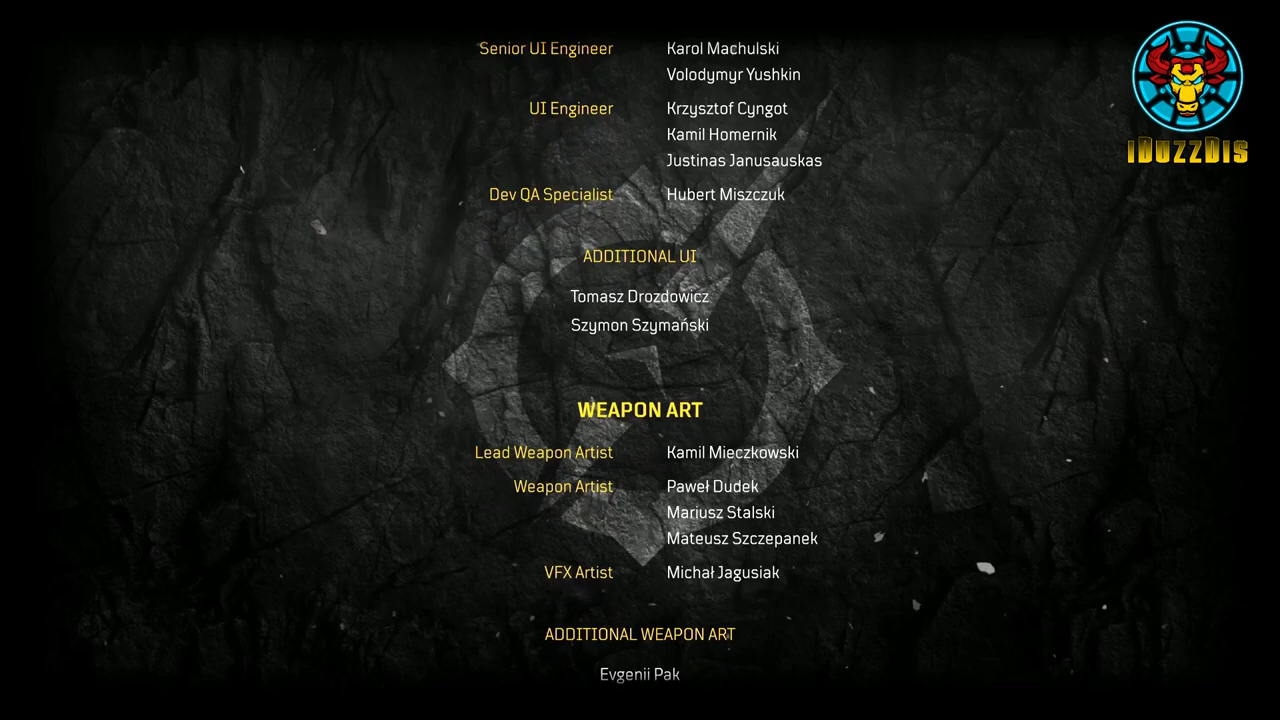 Senior UI Engineer Karol Machulski
Volodymyr Yushkin
UI Engineer Krzysztof Cyngot
Kamil Homernik
Justinas Janusauskas
Dev QA Specialist Hubert Miszczuk
ADDITIONAL UI
Tomasz Drozdowicz
Szymon Szymański
WEAPON ART
Lead Weapon Artist Kamil Mieczkowski
Weapon Artist Paweł Dudek
Mariusz Stalski
Mateusz Szczepanek
VFX Artist Michał Jagusiak
ADDITIONAL WEAPON ART
Evgenii Pak
iDUZZDIS